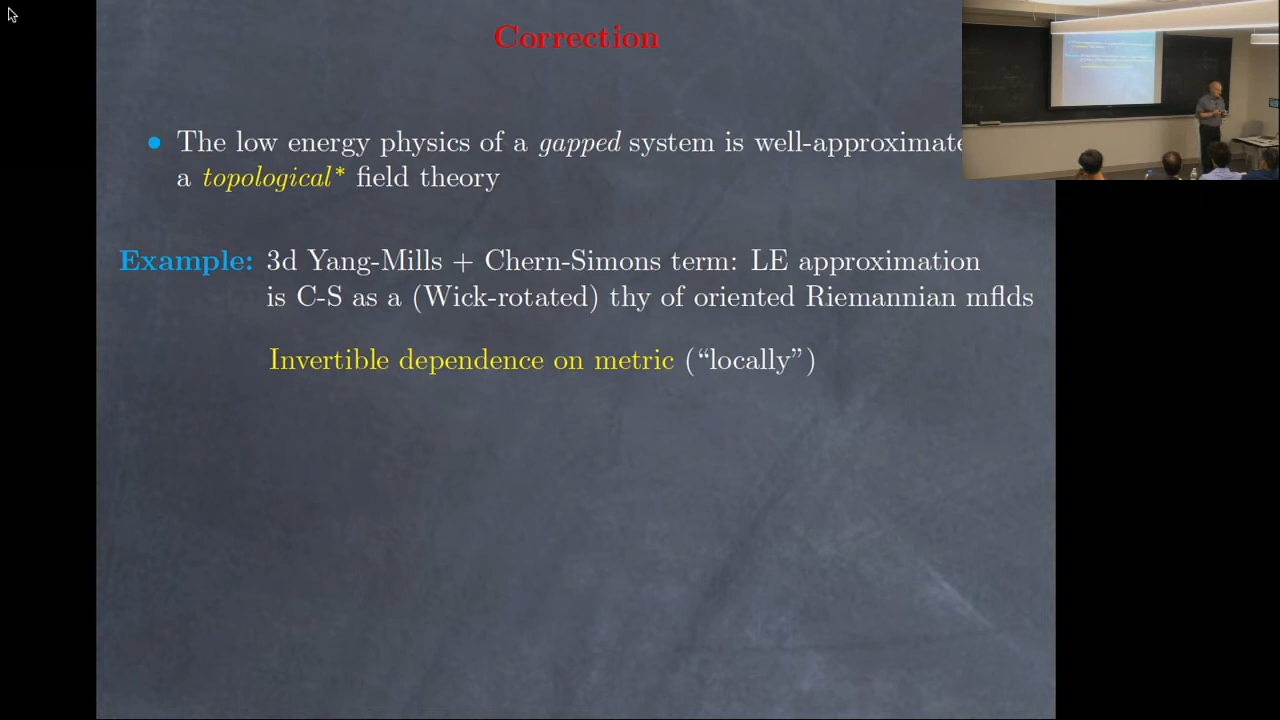 Correction
• The low energy physics of a gapped system is well-approximate
a topological* field theory
Example: 3d Yang-Mills + Chern-Simons term: LE approximation
is C-S as a (Wick-rotated) thy of oriented Riemannian mflds
Invertible dependence on metric (“locally”)